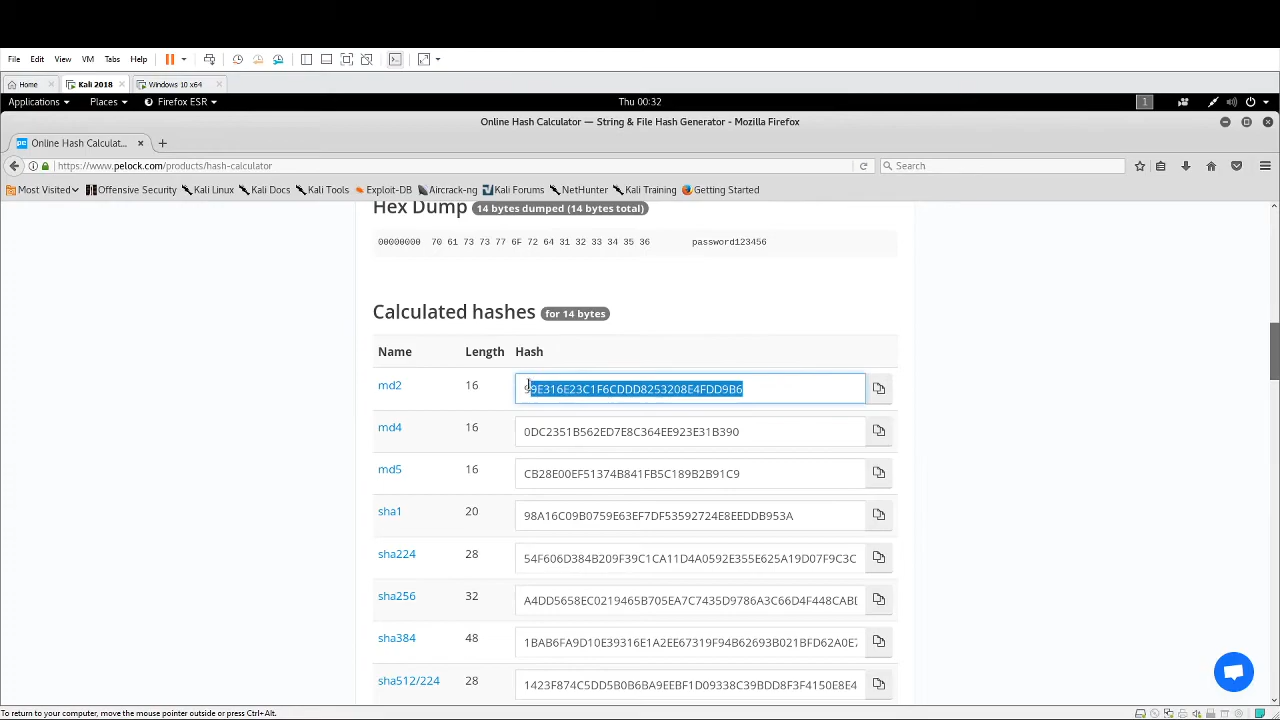 File Edit View VM Tabs Help
Home Kali 2018 Windows 10 x64
Applications Places Firefox ESR Thu 00:32 1
Online Hash Calculator — String & File Hash Generator - Mozilla Firefox
Online Hash Calculat...
https://www.pelock.com/products/hash-calculator Search
Most Visited Offensive Security Kali Linux Kali Docs Kali Tools Exploit-DB Aircrack-ng Kali Forums NetHunter Kali Training Getting Started
Hex Dump 14 bytes dumped (14 bytes total)
00000000 70 61 73 73 77 6F 72 64 31 32 33 34 35 36 password123456
Calculated hashes for 14 bytes
Name Length Hash
md2 16 99E316E23C1F6CDDD8253208E4FDD9B6
md4 16 0DC2351B562ED7E8C364EE923E31B390
md5 16 CB28E00EF51374B841FB5C189B2B91C9
sha1 20 98A16C09B0759E63EF7DF53592724E8EEDDB953A
sha224 28 54F606D384B209F39C1CA11D4A0592E355E625A19D07F9C3C
sha256 32 A4DD5658EC0219465B705EA7C7435D9786A3C66D4F448CABD
sha384 48 1BAB6FA9D10E39316E1A2EE67319F94B62693B021BFD62A0E7
sha512/224 28 1423F874C5DD5B0B6BA9EEBF1D09338C39BDD8F3F4150E8E4
To return to your computer, move the mouse pointer outside or press Ctrl+Alt.